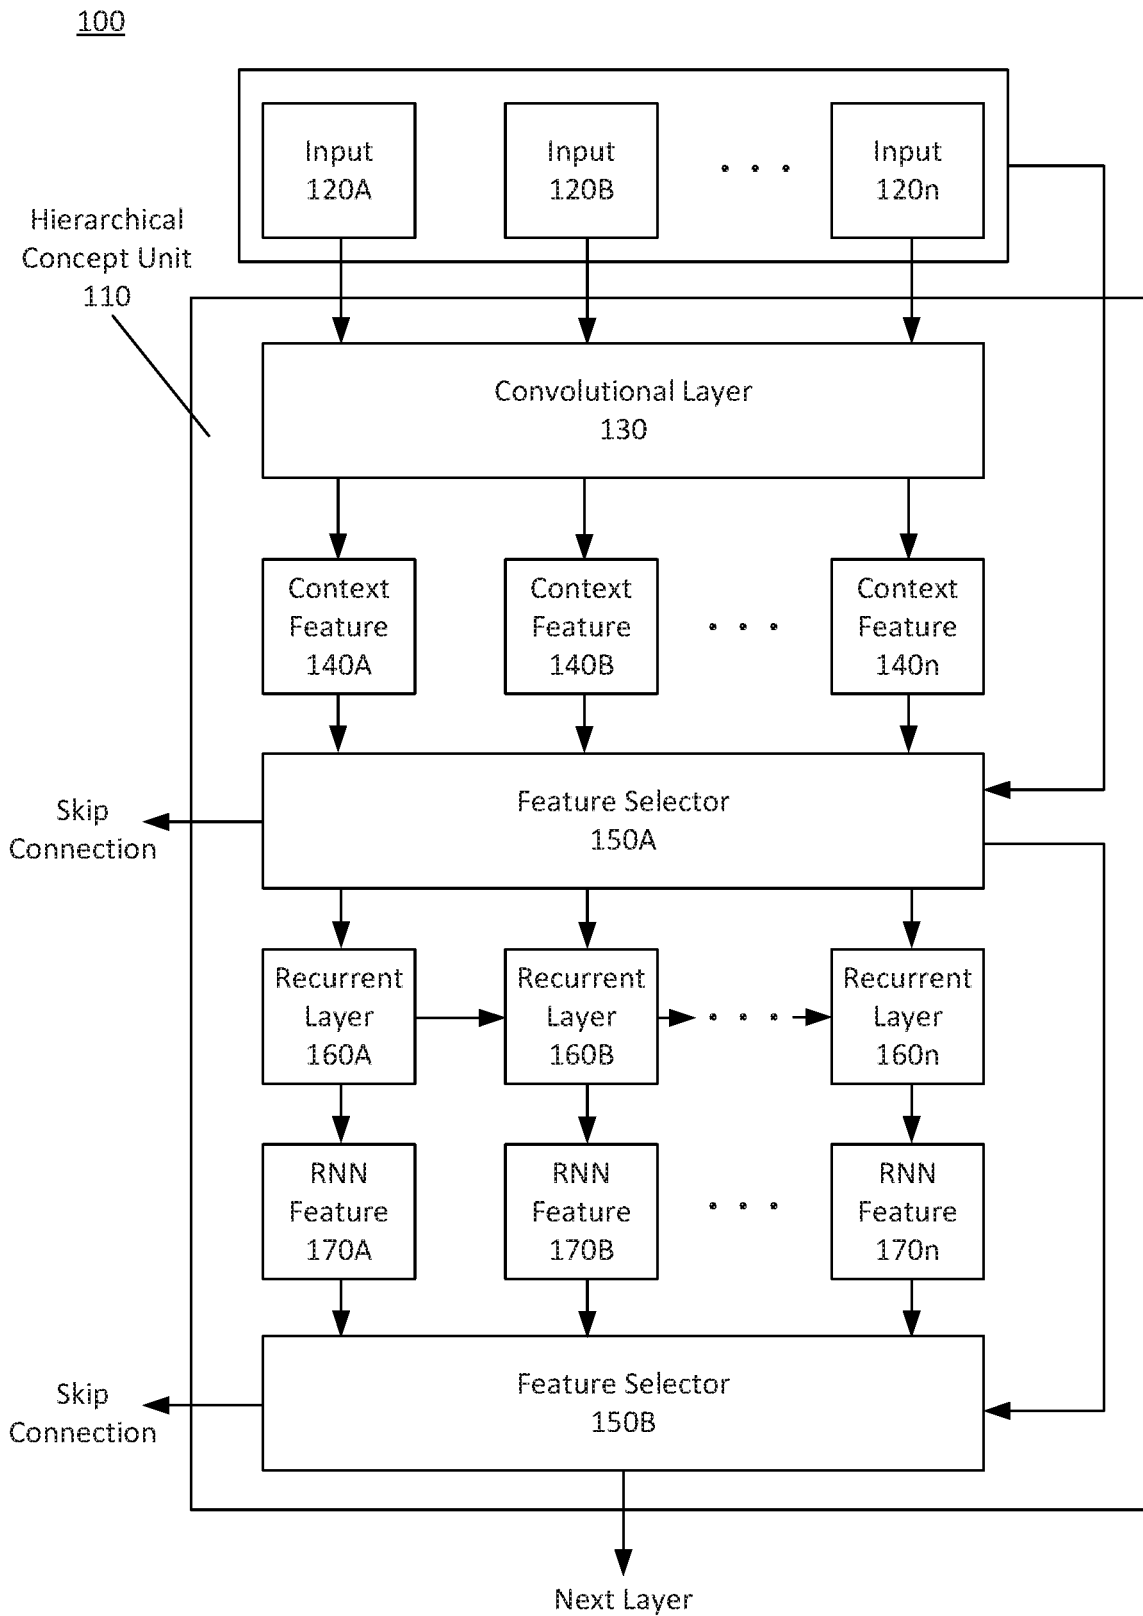 100
Input
120A
Input
120B
Input
120n
Hierarchical
Concept Unit
110
Convolutional Layer
130
Context
Feature
140A
Context
Feature
140B
Context
Feature
140n
Feature Selector
150A
Skip
Connection
Recurrent
Layer
160A
Recurrent
Layer
160B
Recurrent
Layer
160n
RNN
Feature
170A
RNN
Feature
170B
RNN
Feature
170n
Feature Selector
150B
Skip
Connection
Next Layer